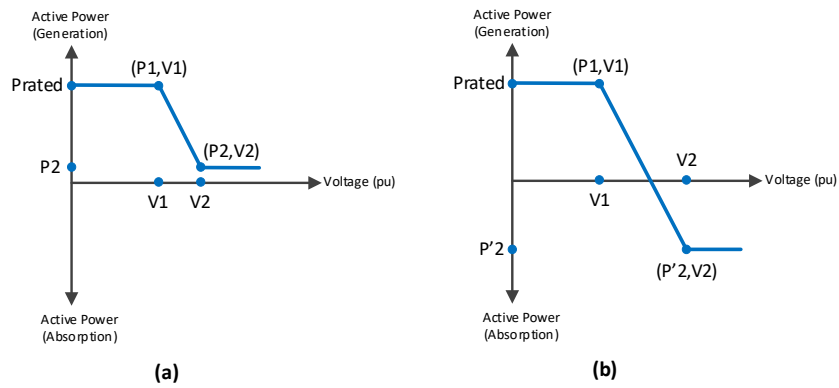 Active Power
(Generation)
(P1,V1)
Prated
(P2,V2)
P2
Voltage (pu)
V1
V2
Active Power
(Absorption)
(a)
Active Power
(Generation)
(P1,V1)
Prated
V2
Voltage (pu)
V1
P'2
(P'2,V2)
Active Power
(Absorption)
(b)